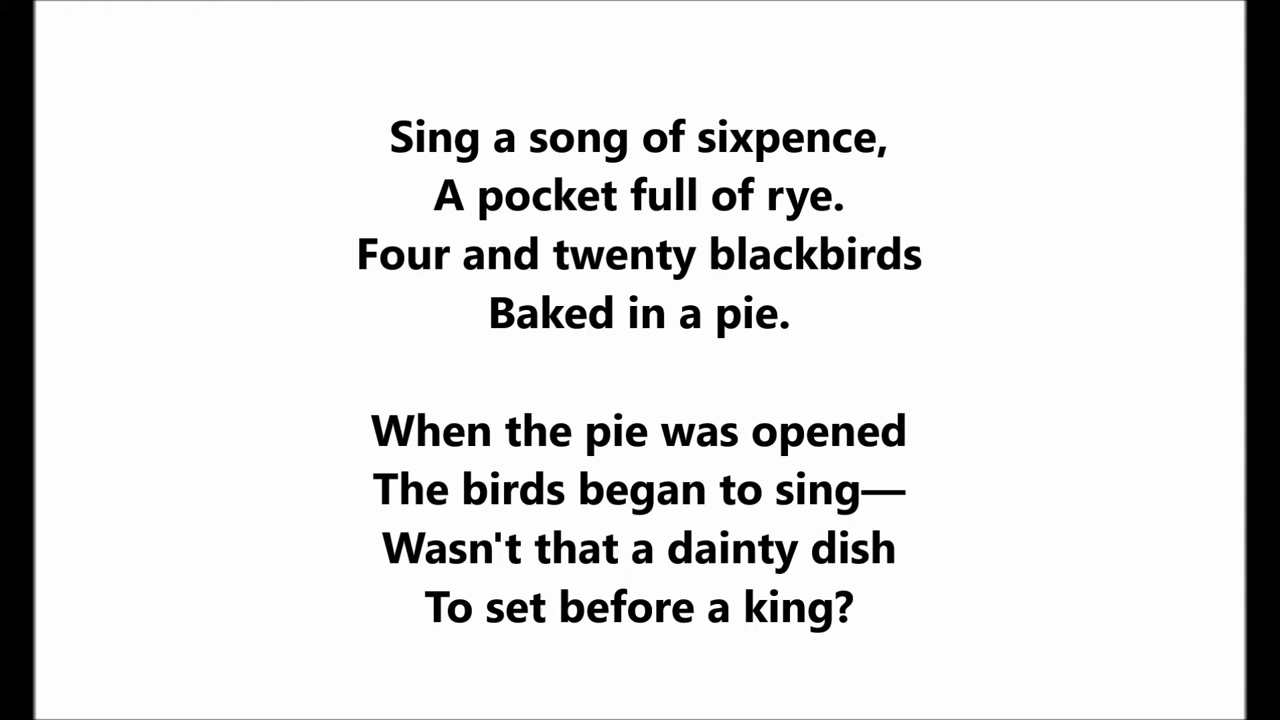 Sing a song of sixpence,
A pocket full of rye.
Four and twenty blackbirds
Baked in a pie.
When the pie was opened
The birds began to sing—
Wasn't that a dainty dish
To set before a king?